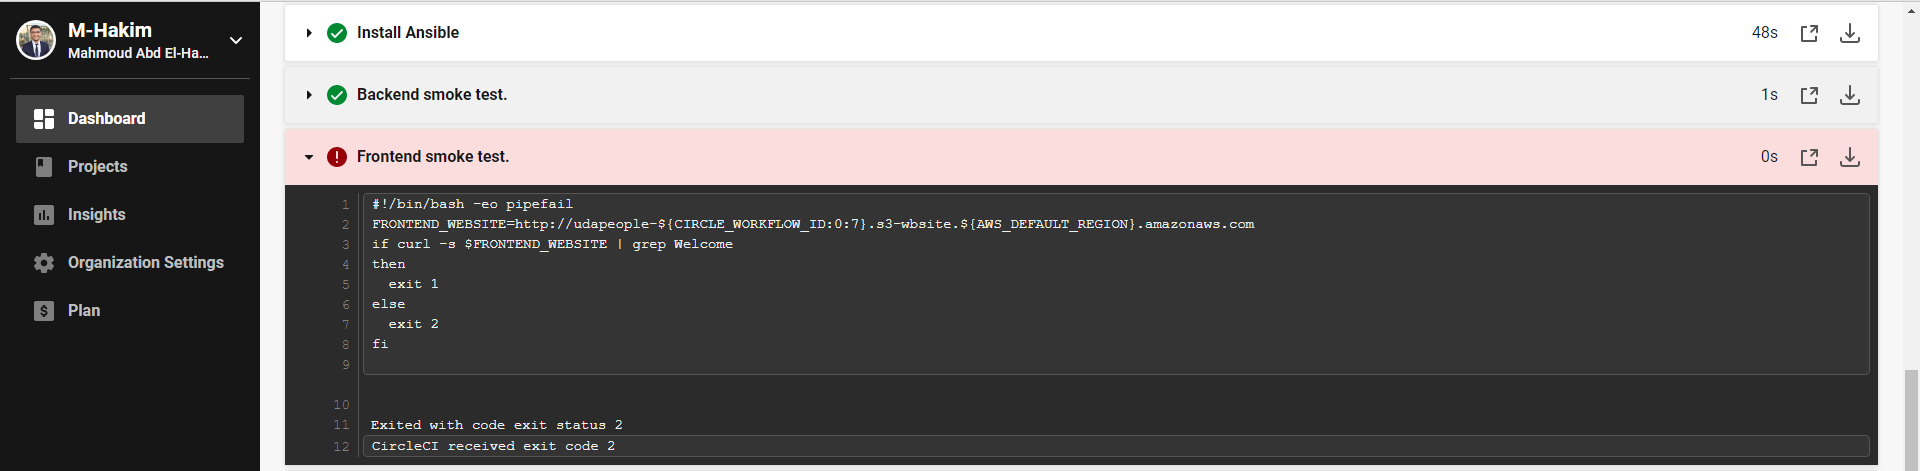 M-Hakim
Mahmoud Abd El-Ha...
Dashboard
Projects
Insights
Organization Settings
Plan
Install Ansible 48s
Backend smoke test. 1s
Frontend smoke test. 0s
1 #!/bin/bash -eo pipefail
2 FRONTEND_WEBSITE=http://udapeople-${CIRCLE_WORKFLOW_ID:0:7}.s3-wbsite.${AWS_DEFAULT_REGION}.amazonaws.com
3 if curl -s $FRONTEND_WEBSITE | grep Welcome
4 then
5   exit 1
6 else
7   exit 2
8 fi
9
10
11 Exited with code exit status 2
12 CircleCI received exit code 2